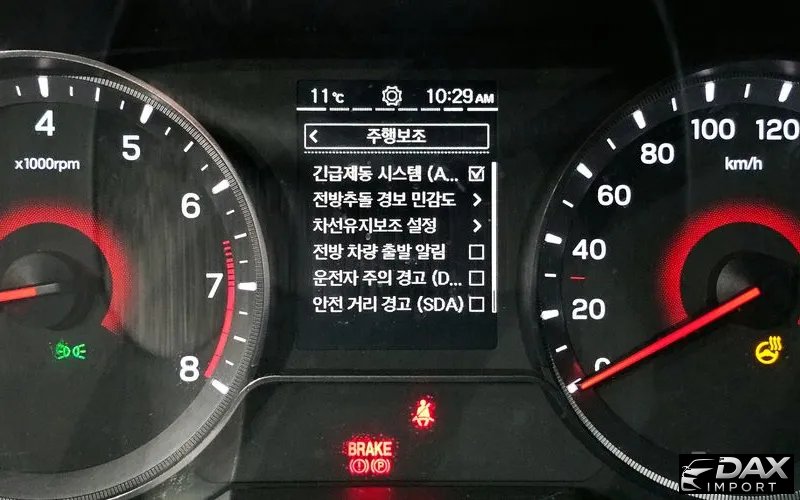 11℃ 10:29AM
< 주행보조
긴급제동 시스템 (A...
전방추돌 경보 민감도 >
차선유지보조 설정 >
전방 차량 출발 알림
운전자 주의 경고 (D...
안전 거리 경고 (SDA)
4
5
6
7
8
x1000rpm
0
20
40
60
80
100
120
km/h
BRAKE
(!) (P)
DAX
IMPORT